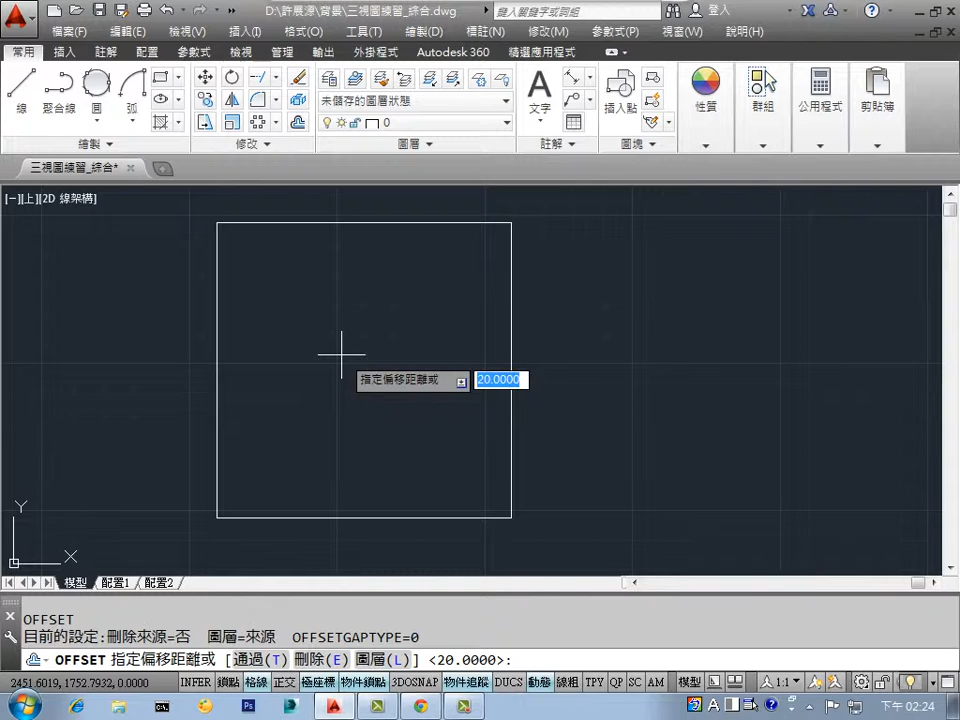 D:\許展源\背景\三視圖練習_綜合.dwg
鍵入關鍵字或詞組
登入
檔案(F) 編輯(E) 檢視(V) 插入(I) 格式(O) 工具(T) 繪製(D) 標註(N) 修改(M) 參數式(P) 視窗(W) 說明(H)
常用 插入 註解 配置 參數式 檢視 管理 輸出 外掛程式 Autodesk 360 精選應用程式
線 聚合線 圓 弧
未儲存的圖層狀態
0
文字 插入點 性質 群組 公用程式 剪貼簿
繪製 修改 圖層 註解 圖塊
三視圖練習_綜合*
[−][上][2D 線架構]
指定偏移距離或 20.0000
Y
X
模型 配置1 配置2
OFFSET
目前的設定:刪除來源=否 圖層=來源 OFFSETGAPTYPE=0
OFFSET 指定偏移距離或 [通過(T) 刪除(E) 圖層(L)] <20.0000>:
2451.6019, 1752.7932, 0.0000 INFER 鎖點 格線 正交 極座標 物件鎖點 3DOSNAP 物件追蹤 DUCS 動態 線粗 TPY QP SC AM 模型 1:1
下午 02:24